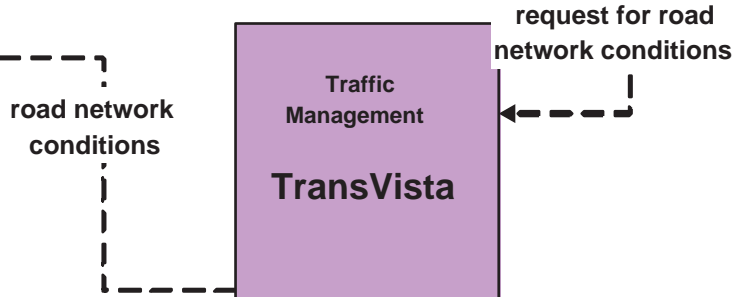 request for road
network conditions
road network
conditions
Traffic
Management
TransVista